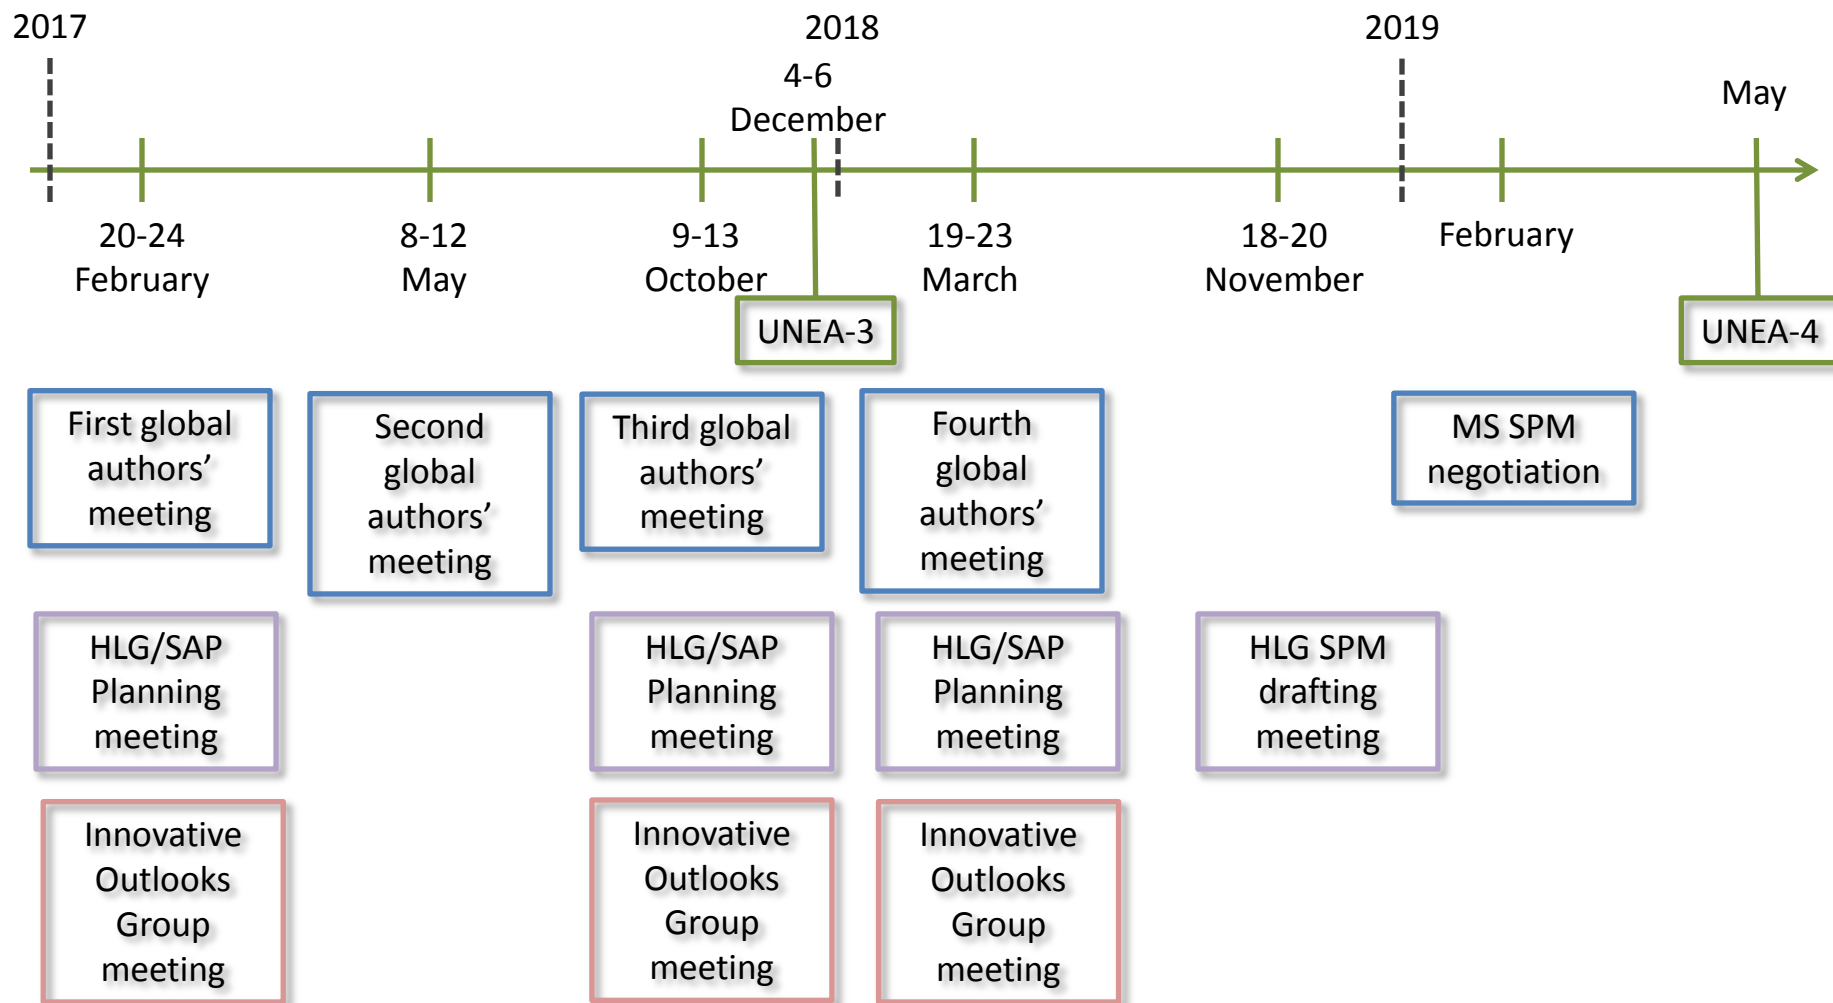 2017
2018
2019
4-6
December
May
20-24
February
8-12
May
9-13
October
19-23
March
18-20
November
February
UNEA-3
UNEA-4
First global
authors’
meeting
Second
global
authors’
meeting
Third global
authors’
meeting
Fourth
global
authors’
meeting
MS SPM
negotiation
HLG/SAP
Planning
meeting
HLG/SAP
Planning
meeting
HLG/SAP
Planning
meeting
HLG SPM
drafting
meeting
Innovative
Outlooks
Group
meeting
Innovative
Outlooks
Group
meeting
Innovative
Outlooks
Group
meeting